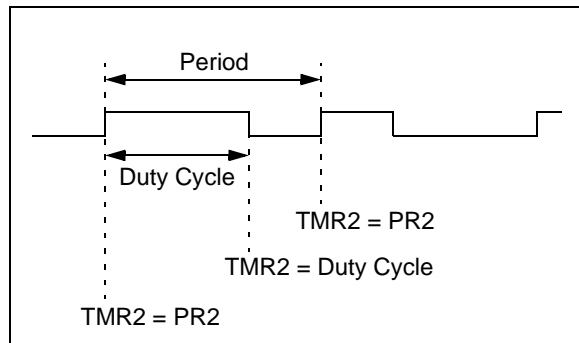 Period
Duty Cycle
TMR2 = PR2
TMR2 = Duty Cycle
TMR2 = PR2